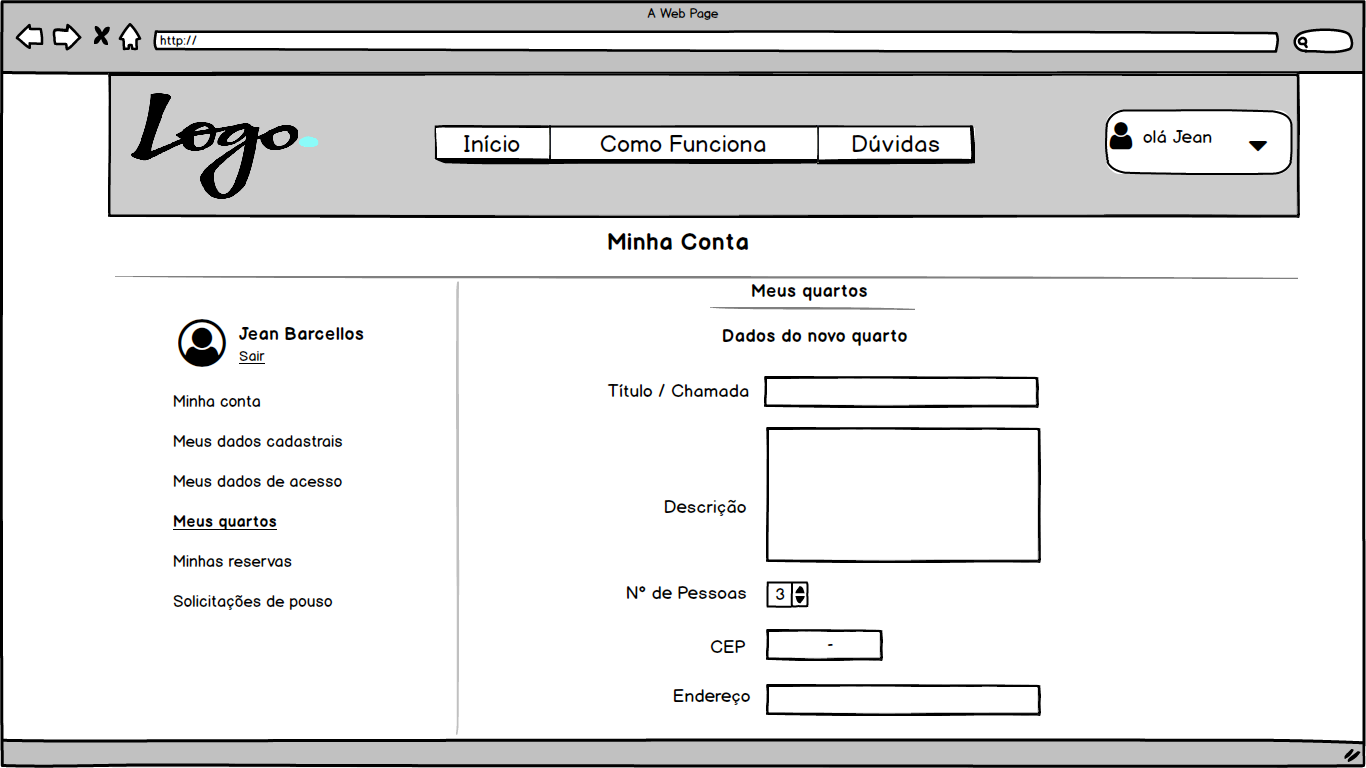 A Web Page
http://
Logo.
Início Como Funciona Dúvidas
olá Jean
Minha Conta
Meus quartos
Jean Barcellos
Sair
Minha conta
Meus dados cadastrais
Meus dados de acesso
Meus quartos
Minhas reservas
Solicitações de pouso
Dados do novo quarto
Título / Chamada
Descrição
Nº de Pessoas 3
CEP -
Endereço